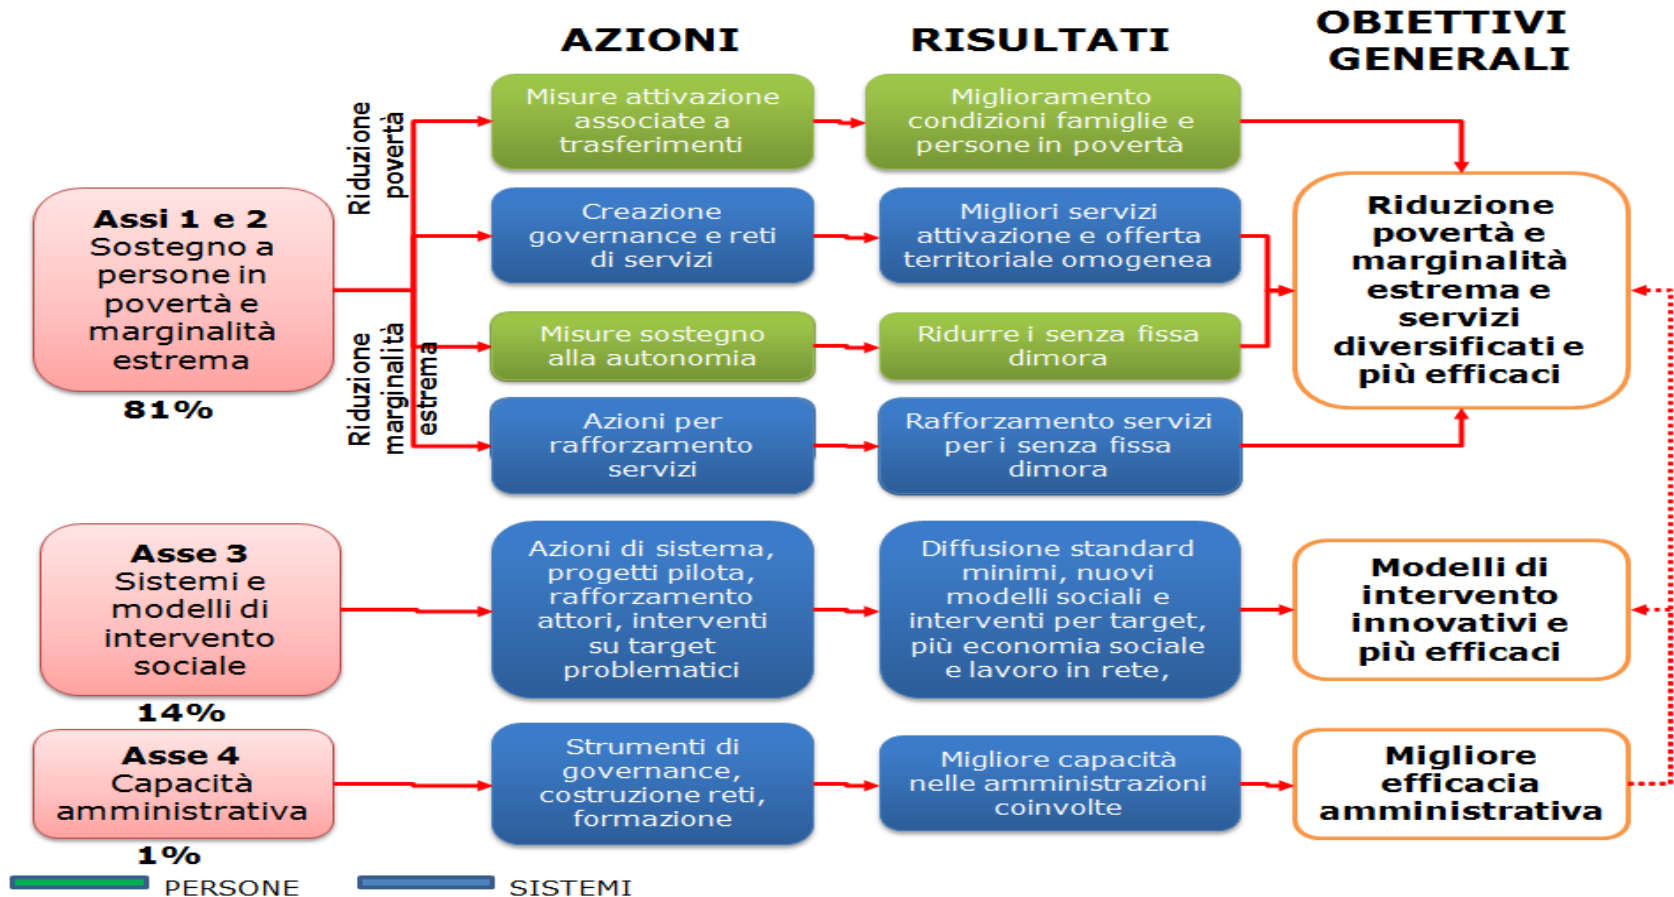 AZIONI
RISULTATI
OBIETTIVI
GENERALI
Riduzione
povertà
Riduzione
marginalità
estrema
Assi 1 e 2
Sostegno a
persone in
povertà e
marginalità
estrema
81%
Misure attivazione
associate a
trasferimenti
Miglioramento
condizioni famiglie e
persone in povertà
Creazione
governance e reti
di servizi
Migliori servizi
attivazione e offerta
territoriale omogenea
Misure sostegno
alla autonomia
Ridurre i senza fissa
dimora
Azioni per
rafforzamento
servizi
Rafforzamento servizi
per i senza fissa
dimora
Riduzione
povertà e
marginalità
estrema e
servizi
diversificati e
più efficaci
Asse 3
Sistemi e
modelli di
intervento
sociale
14%
Azioni di sistema,
progetti pilota,
rafforzamento
attori, interventi
su target
problematici
Diffusione standard
minimi, nuovi
modelli sociali e
interventi per target,
più economia sociale
e lavoro in rete,
Modelli di
intervento
innovativi e
più efficaci
Asse 4
Capacità
amministrativa
1%
Strumenti di
governance,
costruzione reti,
formazione
Migliore capacità
nelle amministrazioni
coinvolte
Migliore
efficacia
amministrativa
PERSONE
SISTEMI